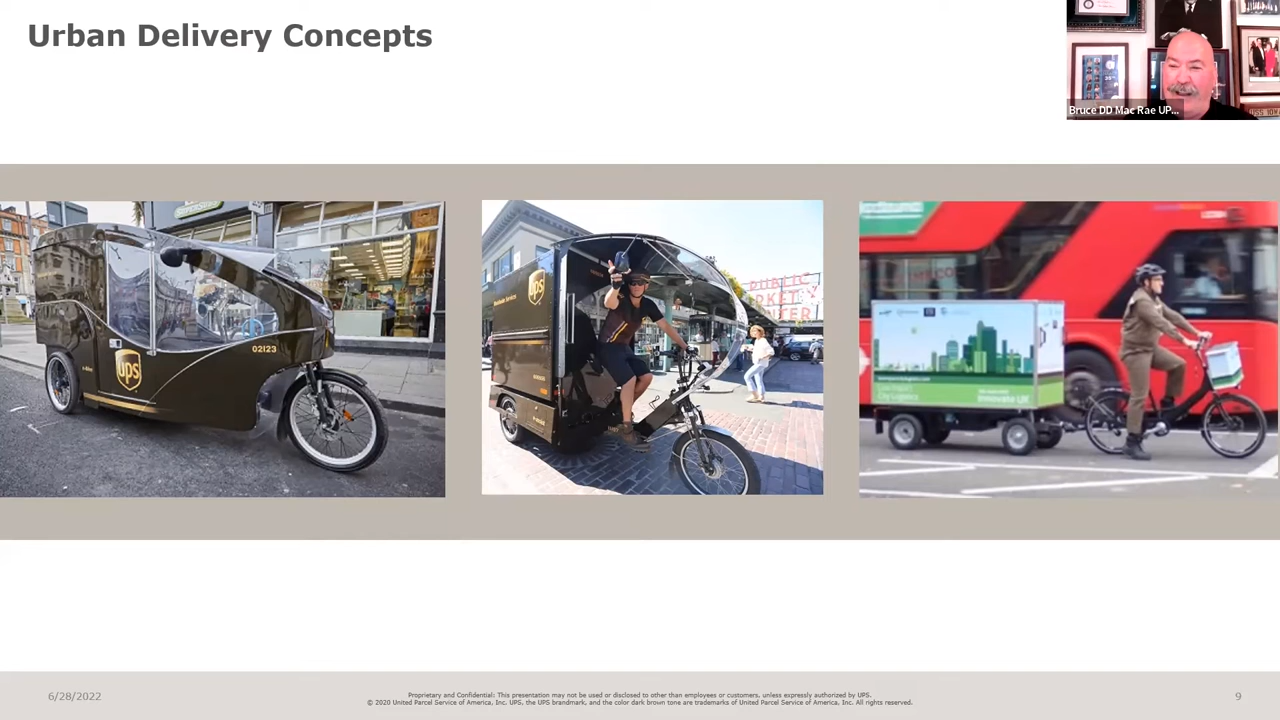 Urban Delivery Concepts
Bruce DD Mac Rae UP...
ups
02123
ups
PUBLIC
RKET
TER
Innovate UK
6/28/2022
Proprietary and Confidential: This presentation may not be used or disclosed to other than employees or customers, unless expressly authorized by UPS.
© 2020 United Parcel Service of America, Inc. UPS, the UPS brandmark, and the color dark brown tone are trademarks of United Parcel Service of America, Inc. All rights reserved.
9